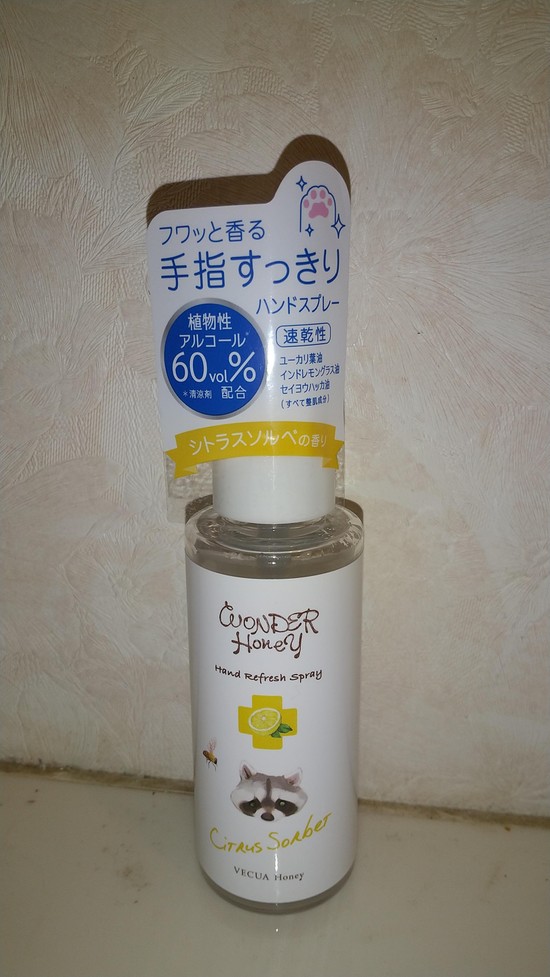 フワッと香る
手指すっきり
ハンドスプレー
植物性
アルコール*
60vol%
*清涼剤 配合
速乾性
ユーカリ葉油
インドレモングラス油
セイヨウハッカ油
(すべて整肌成分)
シトラスソルベの香り
WONDER
Honey
Hand Refresh Spray
Citrus Sorbet
VECUA Honey